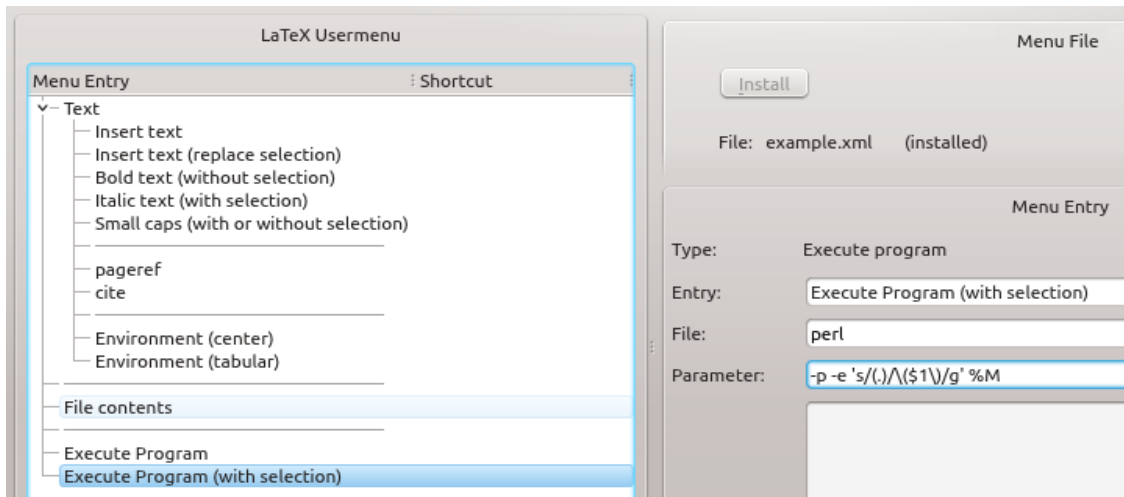 LaTeX Usermenu
Menu Entry Shortcut
Text
Insert text
Insert text (replace selection)
Bold text (without selection)
Italic text (with selection)
Small caps (with or without selection)
pageref
cite
Environment (center)
Environment (tabular)
File contents
Execute Program
Execute Program (with selection)
Menu File
Install
File: example.xml (installed)
Menu Entry
Type: Execute program
Entry: Execute Program (with selection)
File: perl
Parameter: -p -e 's/(.)/\($1\)/g' %M